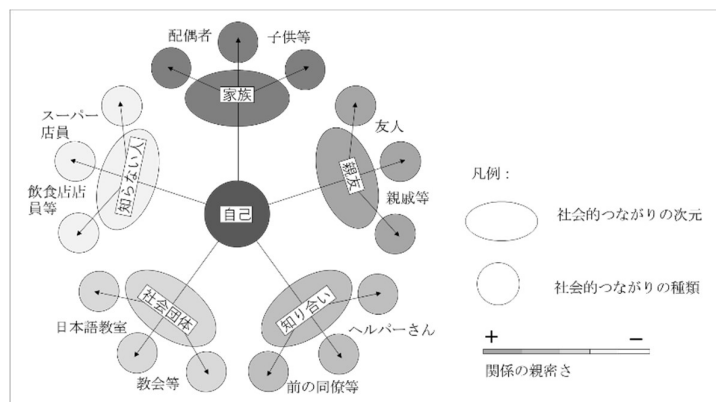 配偶者
子供等
家族
スーパー
店員
知らない人
飲食店店
員等
友人
親友
親戚等
自己
社会団体
日本語教室
教会等
知り合い
ヘルパーさん
前の同僚等
凡例：
社会的つながりの次元
社会的つながりの種類
+
−
関係の親密さ